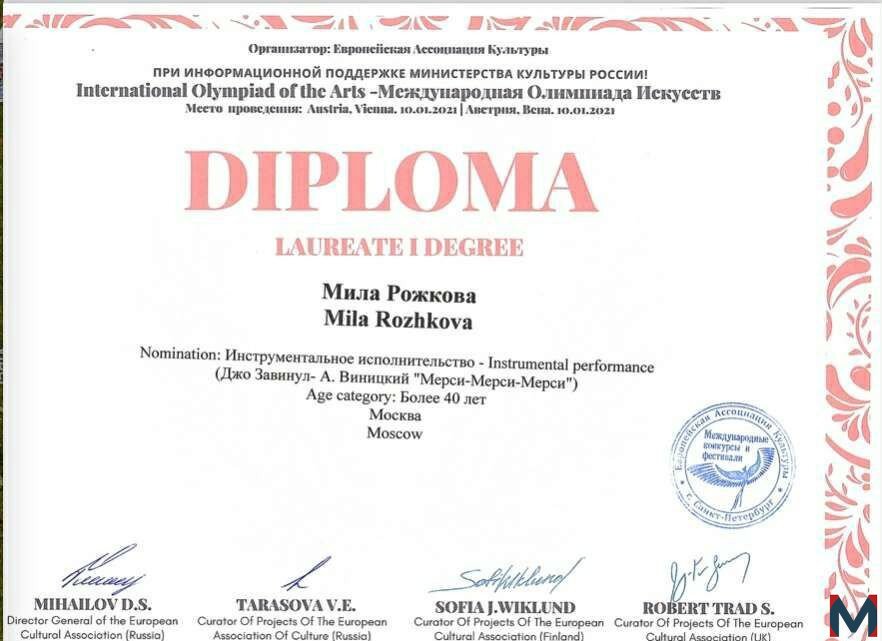 Организатор: Европейская Ассоциация Культуры
ПРИ ИНФОРМАЦИОННОЙ ПОДДЕРЖКЕ МИНИСТЕРСТВА КУЛЬТУРЫ РОССИИ!
International Olympiad of the Arts -Международная Олимпиада Искусств
Место проведения: Austria, Vienna. 10.01.2021 | Австрия, Вена. 10.01.2021
DIPLOMA
LAUREATE I DEGREE
Мила Рожкова
Mila Rozhkova
Nomination: Инструментальное исполнительство - Instrumental performance
(Джо Завинул- А. Виницкий "Мерси-Мерси-Мерси")
Age category: Более 40 лет
Москва
Moscow
Европейская Ассоциация Культуры
Международные
конкурсы и
фестивали
г. Санкт-Петербург
MIHAILOV D.S.
Director General of the European
Cultural Association (Russia)
TARASOVA V.E.
Curator Of Projects Of The European
Association Of Culture (Russia)
SOFIA J.WIKLUND
Curator Of Projects Of The European
Cultural Association (Finland)
ROBERT TRAD S.
Curator Of Projects Of The European
Cultural Association (UK)
M